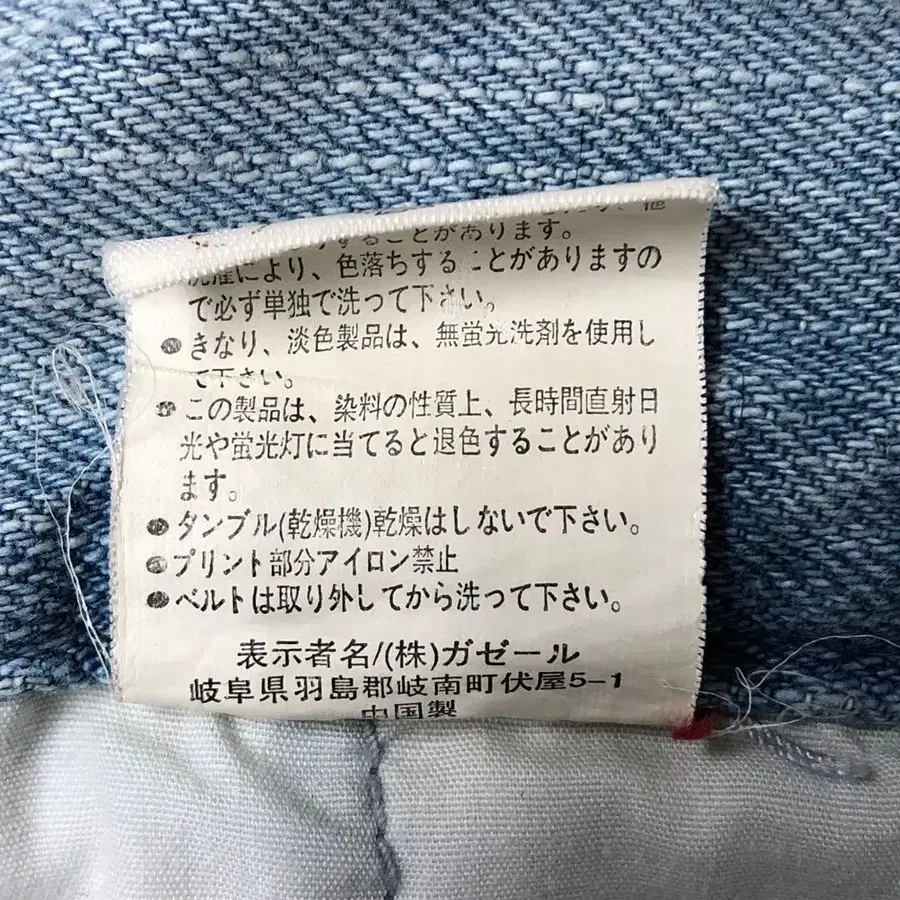 することがあります。
洗濯により、色落ちすることがありますの
で必ず単独で洗って下さい。
●きなり、淡色製品は、無蛍光洗剤を使用し
て下さい。
●この製品は、染料の性質上、長時間直射日
光や蛍光灯に当てると退色することがあり
ます。
●タンブル(乾燥機)乾燥はしないで下さい。
●プリント部分アイロン禁止
●ベルトは取り外してから洗って下さい。
表示者名/(株)ガゼール
岐阜県羽島郡岐南町伏屋5-1
中国製